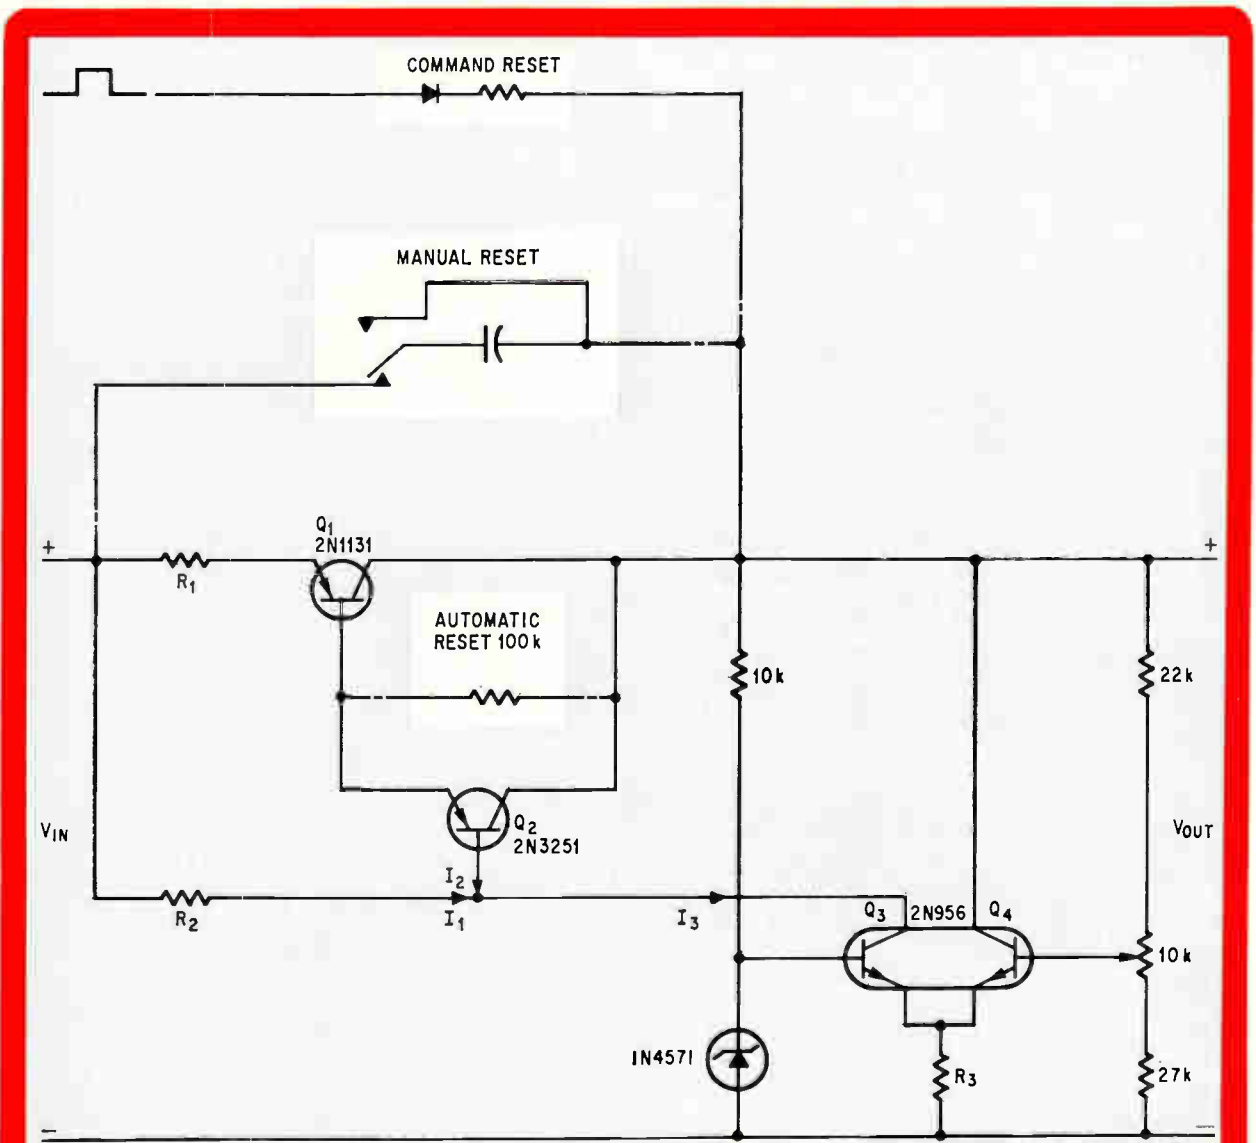 COMMAND RESET
MANUAL RESET
Q1
2N1131
+
+
R1
AUTOMATIC
RESET 100k
10k
22k
VIN
Q2
2N3251
VOUT
I2
R2
I1
I3
Q3
2N956
Q4
10k
1N4571
R3
27k